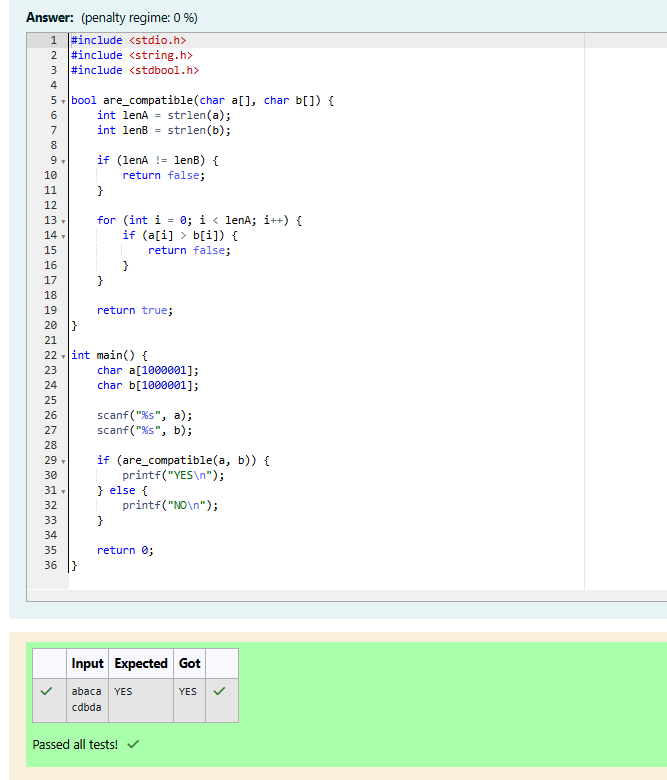 Answer: (penalty regime: 0 %)
1 #include <stdio.h>
2 #include <string.h>
3 #include <stdbool.h>
4
5 bool are_compatible(char a[], char b[]) {
6     int lenA = strlen(a);
7     int lenB = strlen(b);
8
9     if (lenA != lenB) {
10         return false;
11     }
12
13     for (int i = 0; i < lenA; i++) {
14         if (a[i] > b[i]) {
15             return false;
16         }
17     }
18
19     return true;
20 }
21
22 int main() {
23     char a[1000001];
24     char b[1000001];
25
26     scanf("%s", a);
27     scanf("%s", b);
28
29     if (are_compatible(a, b)) {
30         printf("YES\n");
31     } else {
32         printf("NO\n");
33     }
34
35     return 0;
36 }
Input Expected Got
abaca YES YES
cdbda
Passed all tests!